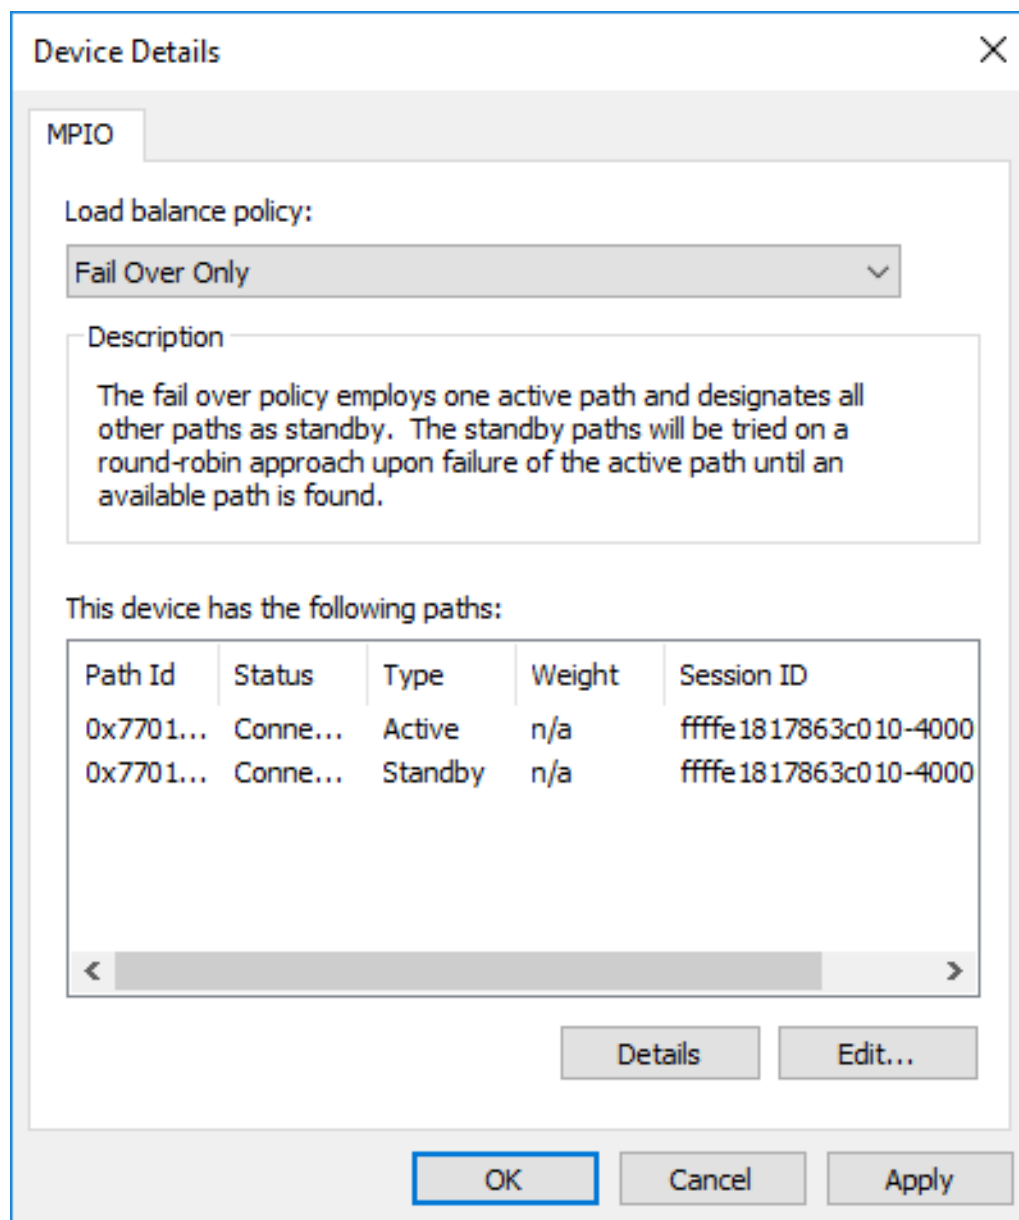 Device Details
MPIO
Load balance policy:
Fail Over Only
Description
The fail over policy employs one active path and designates all
other paths as standby.  The standby paths will be tried on a
round-robin approach upon failure of the active path until an
available path is found.
This device has the following paths:
Path Id Status Type Weight Session ID
0x7701... Conne... Active n/a ffffe1817863c010-4000
0x7701... Conne... Standby n/a ffffe1817863c010-4000
Details Edit...
OK Cancel Apply